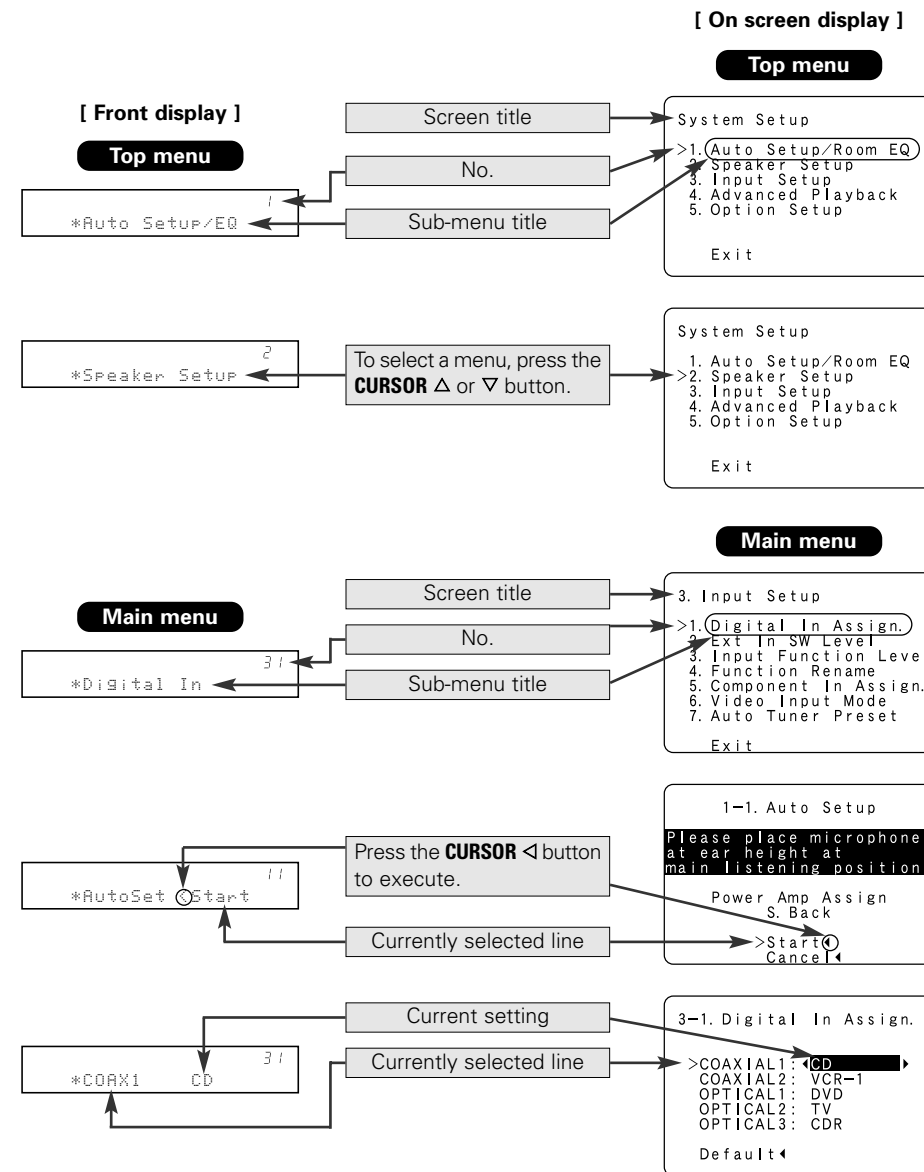 [ On screen display ]
Top menu
[ Front display ]
Top menu
Screen title
No.
Sub-menu title
1
*Auto Setup/EQ
System Setup
>1. Auto Setup/Room EQ
2. Speaker Setup
3. Input Setup
4. Advanced Playback
5. Option Setup
Exit
2
*Speaker Setup
To select a menu, press the
CURSOR △ or ▽ button.
System Setup
1. Auto Setup/Room EQ
>2. Speaker Setup
3. Input Setup
4. Advanced Playback
5. Option Setup
Exit
Main menu
Main menu
Screen title
No.
Sub-menu title
31
*Digital In
3. Input Setup
>1. Digital In Assign.
2. Ext In SW Level
3. Input Function Leve
4. Function Rename
5. Component In Assign.
6. Video Input Mode
7. Auto Tuner Preset
Exit
11
*AutoSet <Start
Press the CURSOR ◁ button
to execute.
Currently selected line
1-1. Auto Setup
Please place microphone
at ear height at
main listening position
Power Amp Assign
S. Back
>Start◀
Cancel◀
31
*COAX1 CD
Current setting
Currently selected line
3-1. Digital In Assign.
>COAXIAL1:◀CD ▶
COAXIAL2: VCR-1
OPTICAL1: DVD
OPTICAL2: TV
OPTICAL3: CDR
Default◀